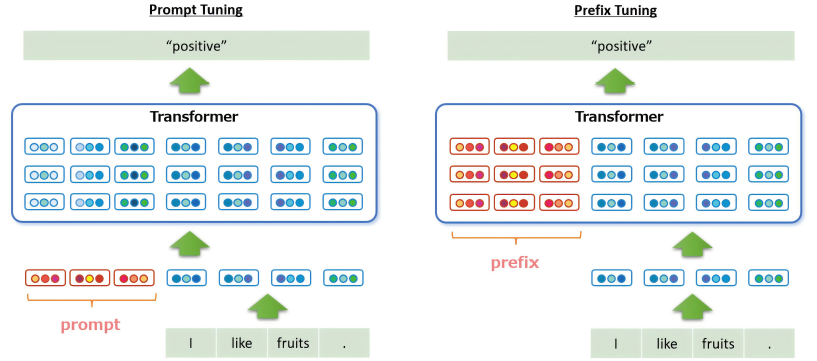 Prompt Tuning
"positive"
Transformer
prompt
I like fruits .
Prefix Tuning
“positive”
Transformer
prefix
I like fruits .